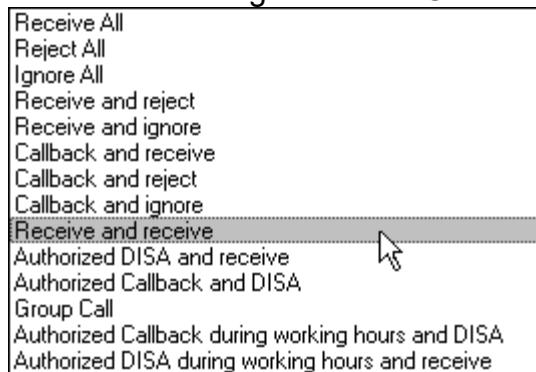 Receive All
Reject All
Ignore All
Receive and reject
Receive and ignore
Callback and receive
Callback and reject
Callback and ignore
Receive and receive
Authorized DISA and receive
Authorized Callback and DISA
Group Call
Authorized Callback during working hours and DISA
Authorized DISA during working hours and receive